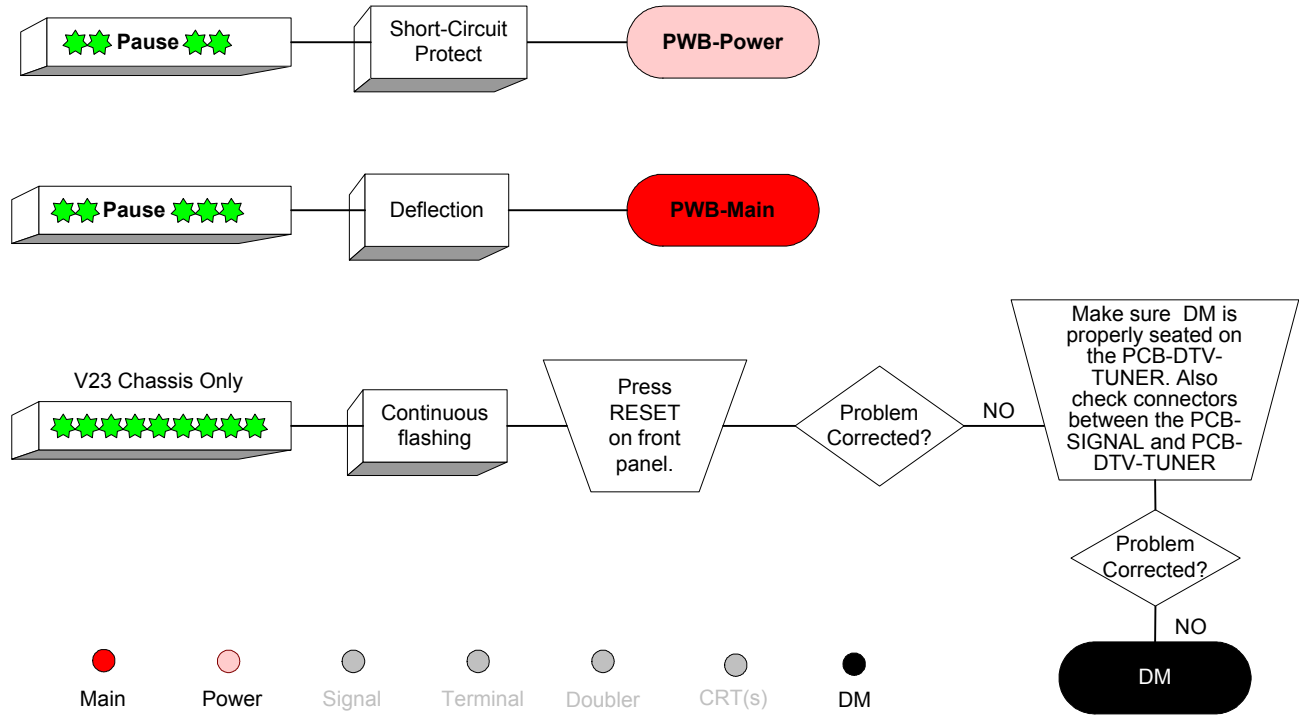 Pause
Short-Circuit
Protect
PWB-Power
Pause
Deflection
PWB-Main
V23 Chassis Only
Continuous
flashing
Press
RESET
on front
panel.
Problem
Corrected?
NO
Make sure DM is
properly seated on
the PCB-DTV-
TUNER. Also
check connectors
between the PCB-
SIGNAL and PCB-
DTV-TUNER
Problem
Corrected?
NO
DM
Main
Power
Signal
Terminal
Doubler
CRT(s)
DM